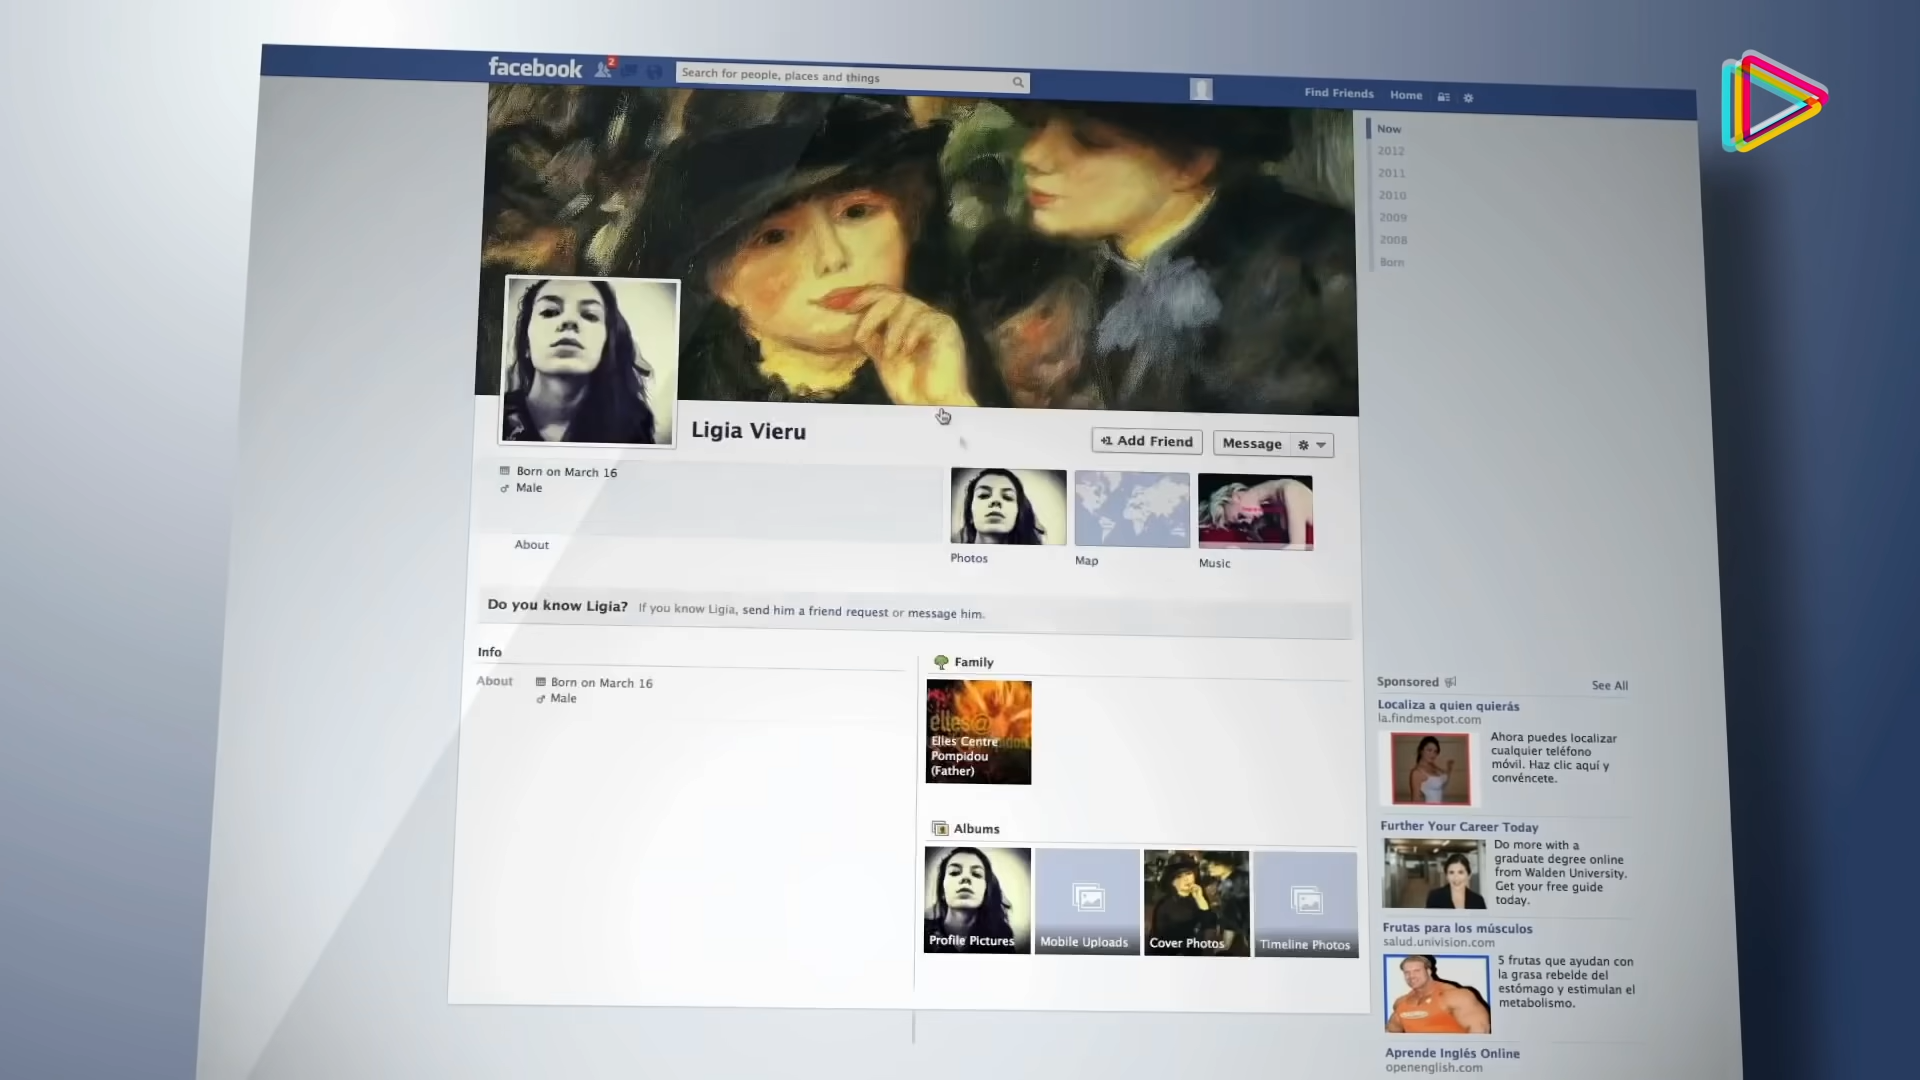 facebook
2
Search for people, places and things
Find Friends
Home
Now
2012
2011
2010
2009
2008
Born
Ligia Vieru
+1 Add Friend
Message
Born on March 16
Male
About
Photos
Map
Music
Do you know Ligia? If you know Ligia, send him a friend request or message him.
Info
About
Born on March 16
Male
Family
elles@
Elles Centre
Pompidou
(Father)
Albums
Profile Pictures
Mobile Uploads
Cover Photos
Timeline Photos
Sponsored
See All
Localiza a quien quierás
la.findmespot.com
Ahora puedes localizar
cualquier teléfono
móvil. Haz clic aquí y
convéncete.
Further Your Career Today
Do more with a
graduate degree online
from Walden University.
Get your free guide
today.
Frutas para los músculos
salud.univision.com
5 frutas que ayudan con
la grasa rebelde del
estómago y estimulan el
metabolismo.
Aprende Inglés Online
openenglish.com